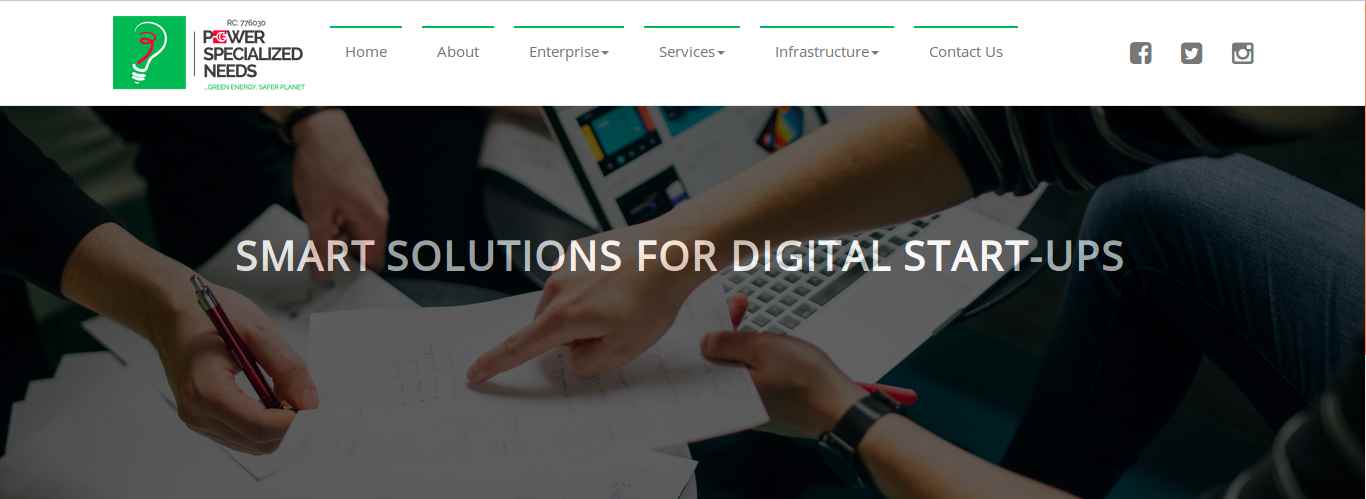 RC: 776030
POWER
SPECIALIZED
NEEDS
...GREEN ENERGY, SAFER PLANET
Home
About
Enterprise
Services
Infrastructure
Contact Us
SMART SOLUTIONS FOR DIGITAL START-UPS